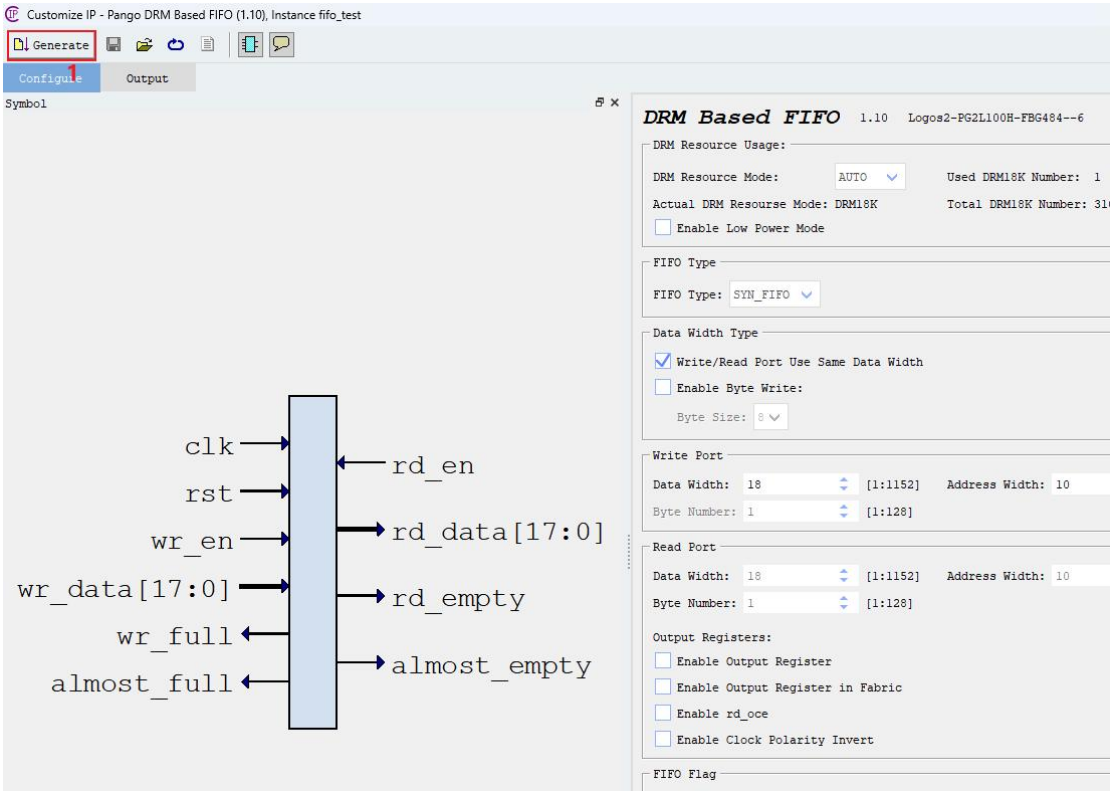 Customize IP - Pango DRM Based FIFO (1.10), Instance fifo_test
Generate
1
Configure Output
Symbol
clk
rst
wr_en
wr_data[17:0]
wr_full
almost_full
rd_en
rd_data[17:0]
rd_empty
almost_empty
DRM Based FIFO 1.10 Logos2-PG2L100H-FBG484--6
DRM Resource Usage:
DRM Resource Mode: AUTO Used DRM18K Number: 1
Actual DRM Resourse Mode: DRM18K Total DRM18K Number: 310
Enable Low Power Mode
FIFO Type
FIFO Type: SYN_FIFO
Data Width Type
Write/Read Port Use Same Data Width
Enable Byte Write:
Byte Size: 8
Write Port
Data Width: 18 [1:1152] Address Width: 10
Byte Number: 1 [1:128]
Read Port
Data Width: 18 [1:1152] Address Width: 10
Byte Number: 1 [1:128]
Output Registers:
Enable Output Register
Enable Output Register in Fabric
Enable rd_oce
Enable Clock Polarity Invert
FIFO Flag